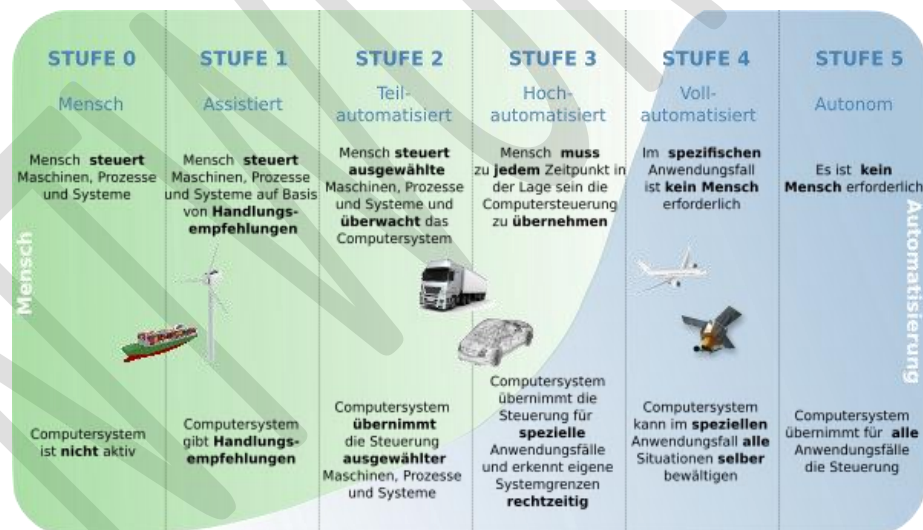 STUFE 0
Mensch
Mensch steuert
Maschinen, Prozesse
und Systeme
Computersystem
ist nicht aktiv
STUFE 1
Assistiert
Mensch steuert
Maschinen, Prozesse
und Systeme auf Basis
von Handlungs-
empfehlungen
Computersystem
gibt Handlungs-
empfehlungen
STUFE 2
Teil-
automatisiert
Mensch steuert
ausgewählte
Maschinen, Prozesse
und Systeme und
überwacht das
Computersystem
Computersystem
übernimmt
die Steuerung
ausgewählter
Maschinen, Prozesse
und Systeme
STUFE 3
Hoch-
automatisiert
Mensch muss
zu jedem Zeitpunkt in
der Lage sein die
Computersteuerung
zu übernehmen
Computersystem
übernimmt die
Steuerung für
spezielle
Anwendungsfälle
und erkennt eigene
Systemgrenzen
rechtzeitig
STUFE 4
Voll-
automatisiert
Im spezifischen
Anwendungsfall
ist kein Mensch
erforderlich
Computersystem
kann im speziellen
Anwendungsfall alle
Situationen selber
bewältigen
STUFE 5
Autonom
Es ist kein
Mensch erforderlich
Computersystem
übernimmt für alle
Anwendungsfälle
die Steuerung
Mensch
Automatisierung